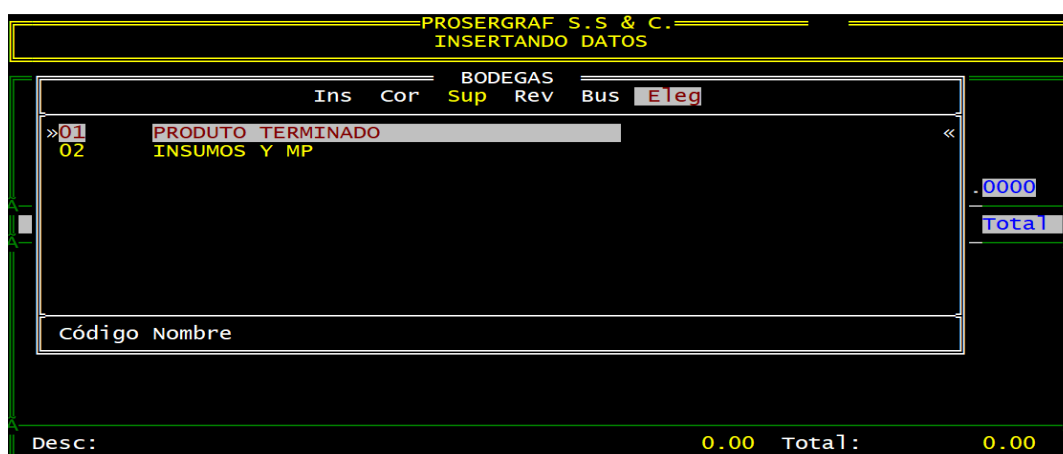 PROSERGRAF S.S & C.
INSERTANDO DATOS
BODEGAS
Ins Cor Sup Rev Bus Eleg
»01 PRODUTO TERMINADO «
02 INSUMOS Y MP
.0000
Total
Código Nombre
Desc: 0.00 Total: 0.00